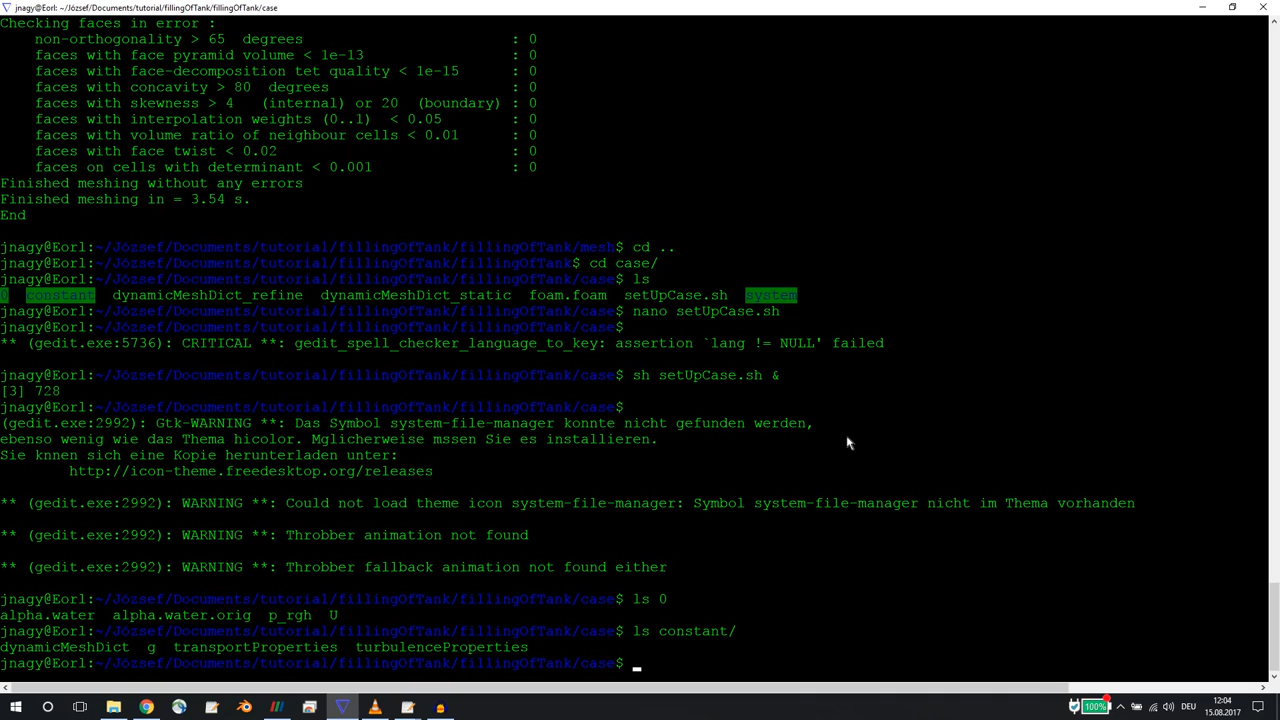 jnagy@Eorl: ~/József/Documents/tutorial/fillingOfTank/fillingOfTank/case
Checking faces in error :
    non-orthogonality > 65  degrees                        : 0
    faces with face pyramid volume < 1e-13                 : 0
    faces with face-decomposition tet quality < 1e-15      : 0
    faces with concavity > 80  degrees                     : 0
    faces with skewness > 4   (internal) or 20  (boundary) : 0
    faces with interpolation weights (0..1)  < 0.05        : 0
    faces with volume ratio of neighbour cells < 0.01      : 0
    faces with face twist < 0.02                           : 0
    faces on cells with determinant < 0.001                : 0
Finished meshing without any errors
Finished meshing in = 3.54 s.
End
jnagy@Eorl:~/József/Documents/tutorial/fillingOfTank/fillingOfTank/mesh$ cd ..
jnagy@Eorl:~/József/Documents/tutorial/fillingOfTank/fillingOfTank$ cd case/
jnagy@Eorl:~/József/Documents/tutorial/fillingOfTank/fillingOfTank/case$ ls
0  constant  dynamicMeshDict_refine  dynamicMeshDict_static  foam.foam  setUpCase.sh  system
jnagy@Eorl:~/József/Documents/tutorial/fillingOfTank/fillingOfTank/case$ nano setUpCase.sh
jnagy@Eorl:~/József/Documents/tutorial/fillingOfTank/fillingOfTank/case$
** (gedit.exe:5736): CRITICAL **: gedit_spell_checker_language_to_key: assertion `lang != NULL' failed
jnagy@Eorl:~/József/Documents/tutorial/fillingOfTank/fillingOfTank/case$ sh setUpCase.sh &
[3] 728
jnagy@Eorl:~/József/Documents/tutorial/fillingOfTank/fillingOfTank/case$
(gedit.exe:2992): Gtk-WARNING **: Das Symbol system-file-manager konnte nicht gefunden werden,
ebenso wenig wie das Thema hicolor. Mglicherweise mssen Sie es installieren.
Sie knnen sich eine Kopie herunterladen unter:
        http://icon-theme.freedesktop.org/releases
** (gedit.exe:2992): WARNING **: Could not load theme icon system-file-manager: Symbol system-file-manager nicht im Thema vorhanden
** (gedit.exe:2992): WARNING **: Throbber animation not found
** (gedit.exe:2992): WARNING **: Throbber fallback animation not found either
jnagy@Eorl:~/József/Documents/tutorial/fillingOfTank/fillingOfTank/case$ ls 0
alpha.water  alpha.water.orig  p_rgh  U
jnagy@Eorl:~/József/Documents/tutorial/fillingOfTank/fillingOfTank/case$ ls constant/
dynamicMeshDict  g  transportProperties  turbulenceProperties
jnagy@Eorl:~/József/Documents/tutorial/fillingOfTank/fillingOfTank/case$
100%
DEU
12:04
15.08.2017